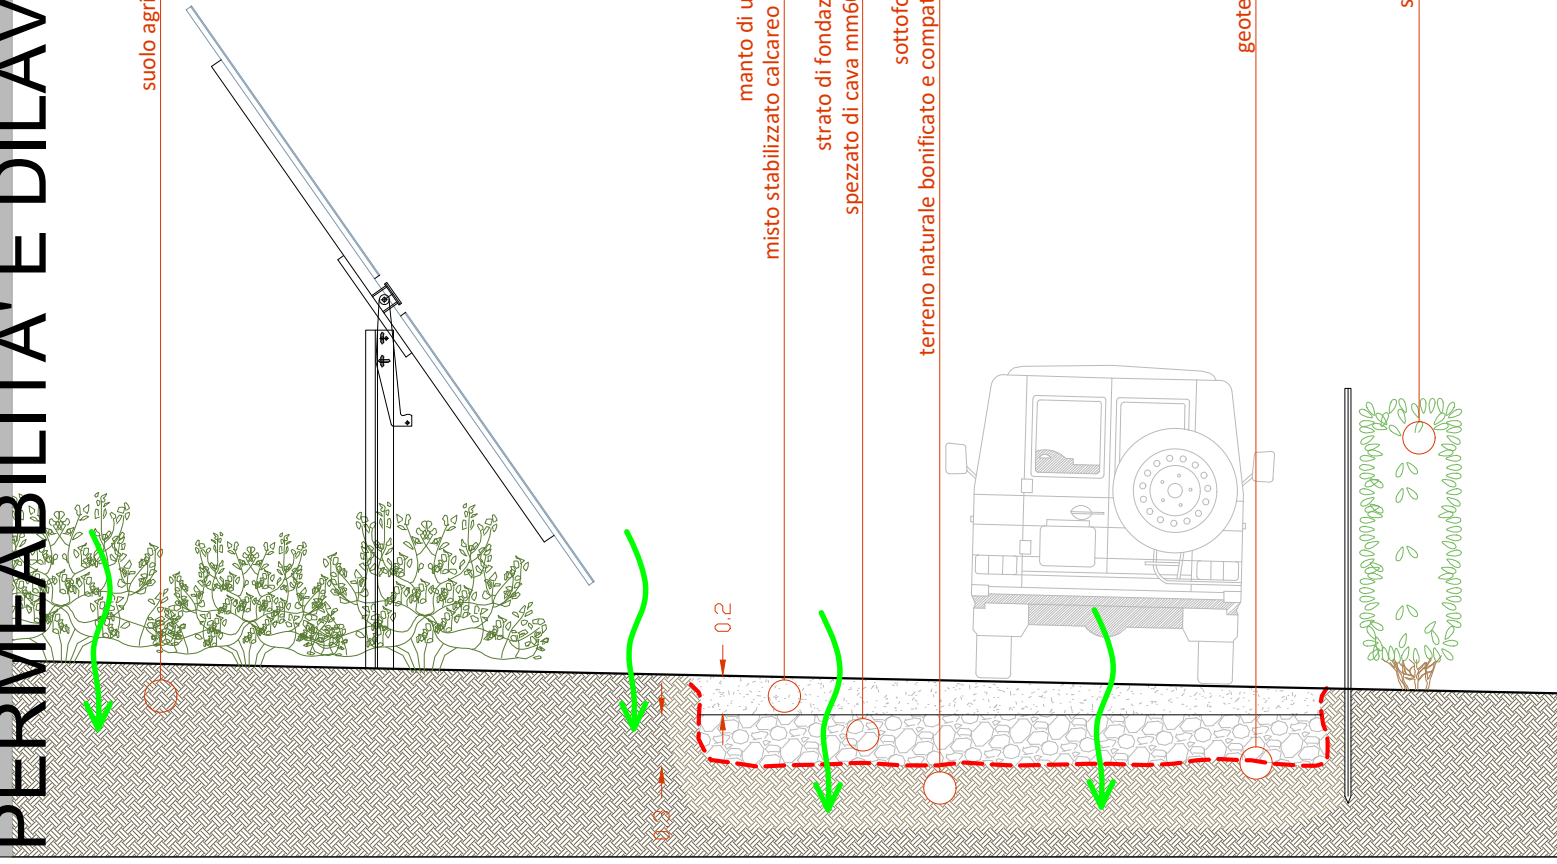 PERMEABILITA' E DILAV
suolo agri
manto di u
misto stabilizzato calcareo
strato di fondaz
spezzato di cava mm6
sottofo
terreno naturale bonificato e compat
geote
s
0.2
0.3